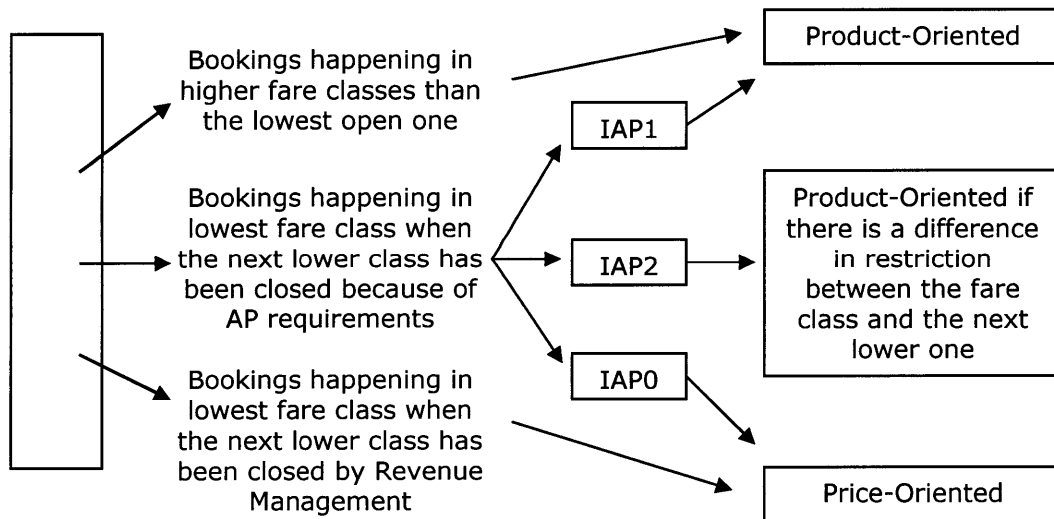 Bookings happening in
higher fare classes than
the lowest open one
Bookings happening in
lowest fare class when
the next lower class has
been closed because of
AP requirements
Bookings happening in
lowest fare class when
the next lower class has
been closed by Revenue
Management
IAP1
IAP2
IAP0
Product-Oriented
Product-Oriented if
there is a difference
in restriction
between the fare
class and the next
lower one
Price-Oriented